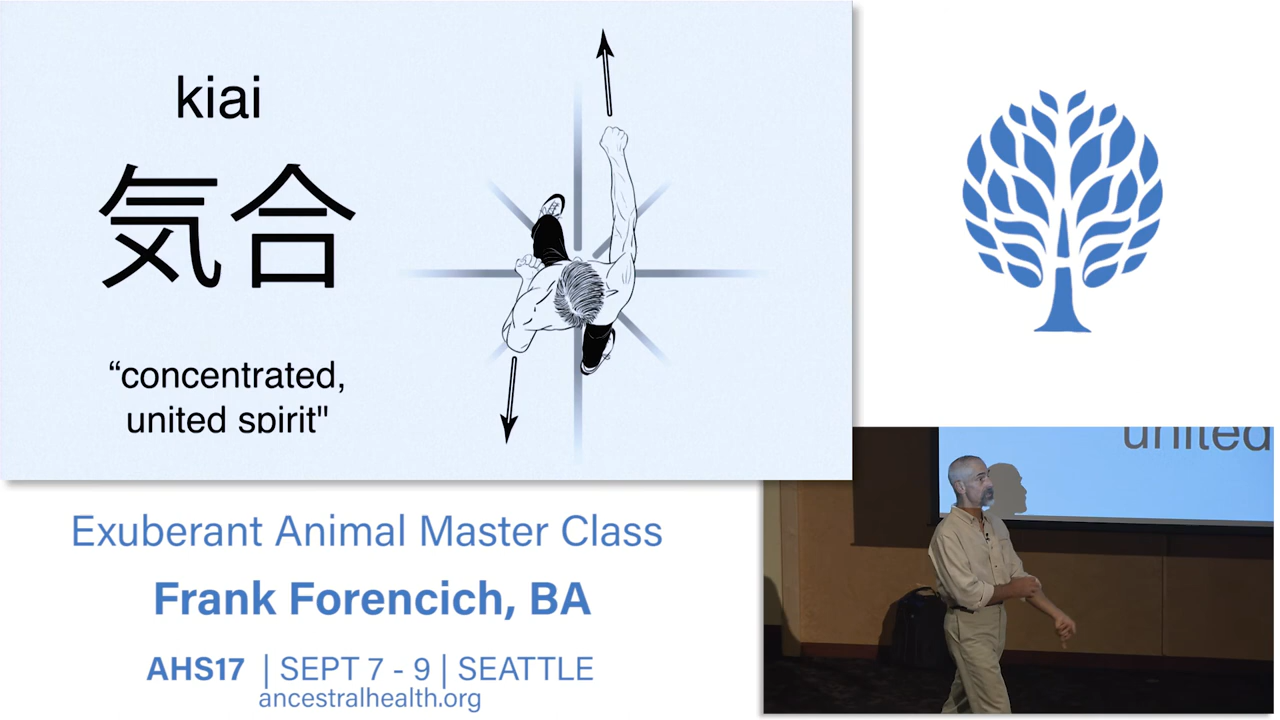 kiai
気合
“concentrated,
united spirit"
united
Exuberant Animal Master Class
Frank Forencich, BA
AHS17 | SEPT 7 - 9 | SEATTLE
ancestralhealth.org